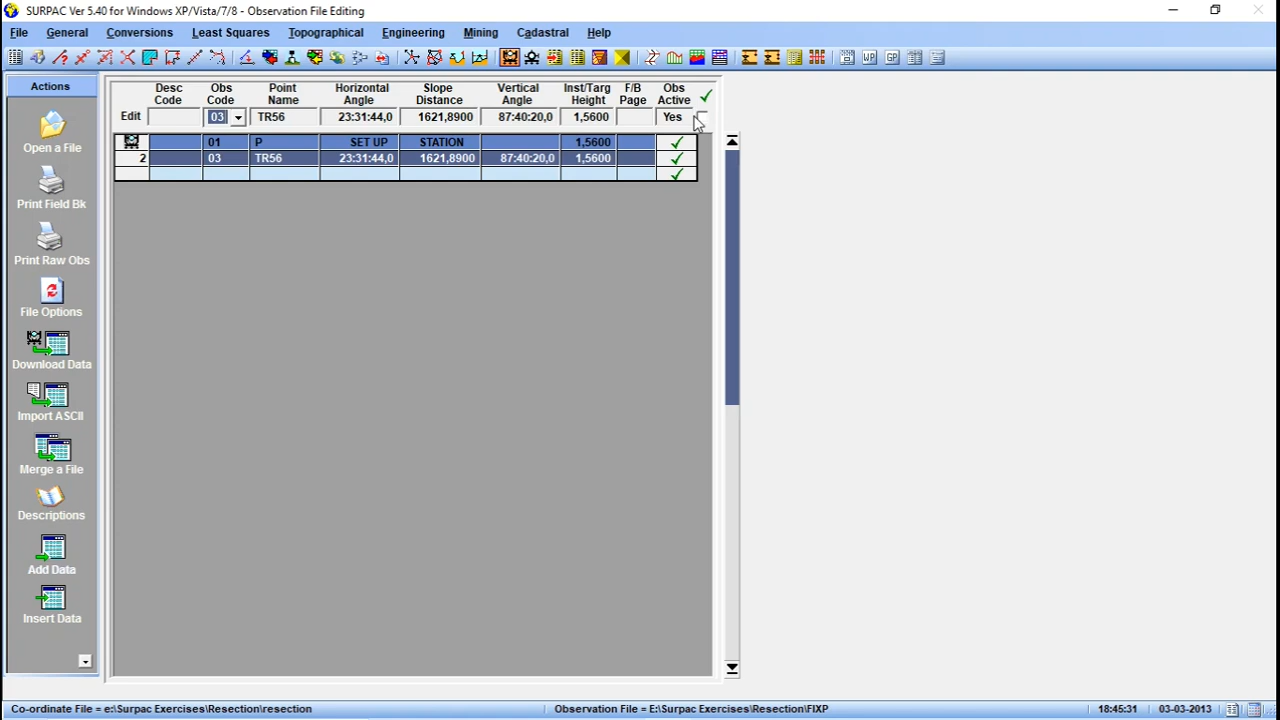 SURPAC Ver 5.40 for Windows XP/Vista/7/8 - Observation File Editing
File General Conversions Least Squares Topographical Engineering Mining Cadastral Help
WP GP
Actions
Open a File
Print Field Bk
Print Raw Obs
File Options
Download Data
Import ASCII
Merge a File
Descriptions
Add Data
Insert Data
Desc Code Obs Code Point Name Horizontal Angle Slope Distance Vertical Angle Inst/Targ Height F/B Page Obs Active
Edit 03 TR56 23:31:44,0 1621,8900 87:40:20,0 1,5600 Yes
01 P SET UP STATION 1,5600
2 03 TR56 23:31:44,0 1621,8900 87:40:20,0 1,5600
Co-ordinate File = e:\Surpac Exercises\Resection\resection Observation File = E:\Surpac Exercises\Resection\FIXP 18:45:31 03-03-2013